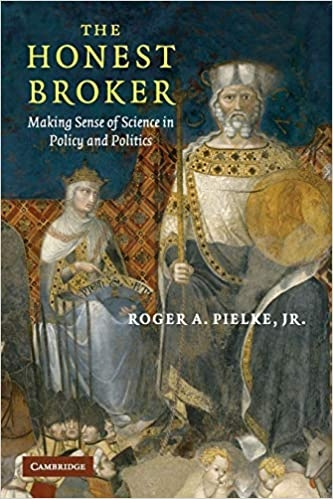 THE
HONEST
BROKER
Making Sense of Science in
Policy and Politics
ROGER A. PIELKE, JR.
CAMBRIDGE